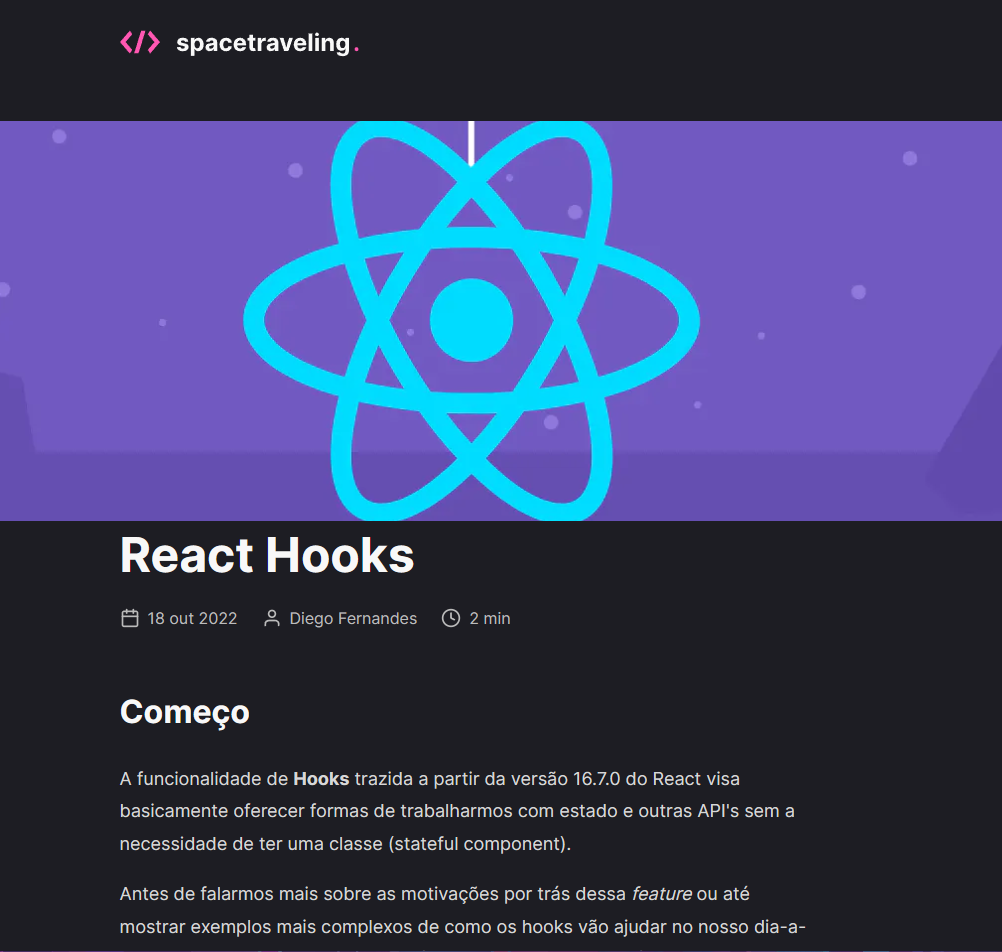 </> spacetraveling.
React Hooks
18 out 2022 Diego Fernandes 2 min
Começo
A funcionalidade de Hooks trazida a partir da versão 16.7.0 do React visa
basicamente oferecer formas de trabalharmos com estado e outras API's sem a
necessidade de ter uma classe (stateful component).
Antes de falarmos mais sobre as motivações por trás dessa feature ou até
mostrar exemplos mais complexos de como os hooks vão ajudar no nosso dia-a-